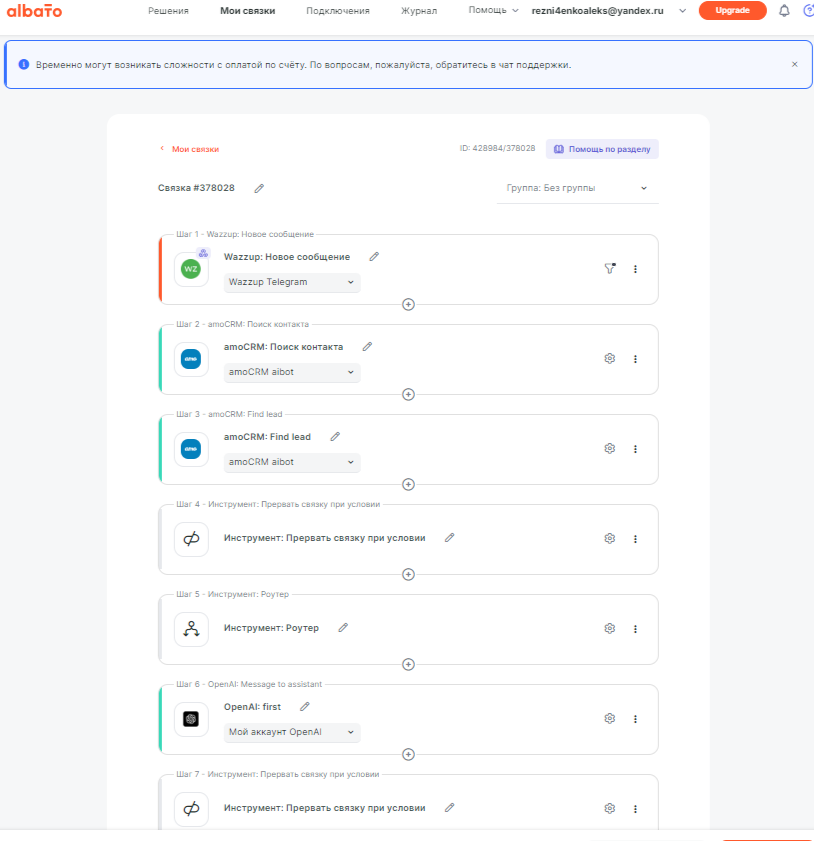 albато
Решения
Мои связки
Подключения
Журнал
Помощь
rezni4enkoaleks@yandex.ru
Upgrade
Временно могут возникать сложности с оплатой по счёту. По вопросам, пожалуйста, обратитесь в чат поддержки.
Мои связки
ID: 428984/378028
Помощь по разделу
Связка #378028
Группа: Без группы
Шаг 1 - Wazzup: Новое сообщение
WZ
Wazzup: Новое сообщение
Wazzup Telegram
Шаг 2 - amoCRM: Поиск контакта
amo
amoCRM: Поиск контакта
amoCRM aibot
Шаг 3 - amoCRM: Find lead
amo
amoCRM: Find lead
amoCRM aibot
Шаг 4 - Инструмент: Прервать связку при условии
Инструмент: Прервать связку при условии
Шаг 5 - Инструмент: Роутер
Инструмент: Роутер
Шаг 6 - OpenAI: Message to assistant
OpenAI: first
Мой аккаунт OpenAI
Шаг 7 - Инструмент: Прервать связку при условии
Инструмент: Прервать связку при условии